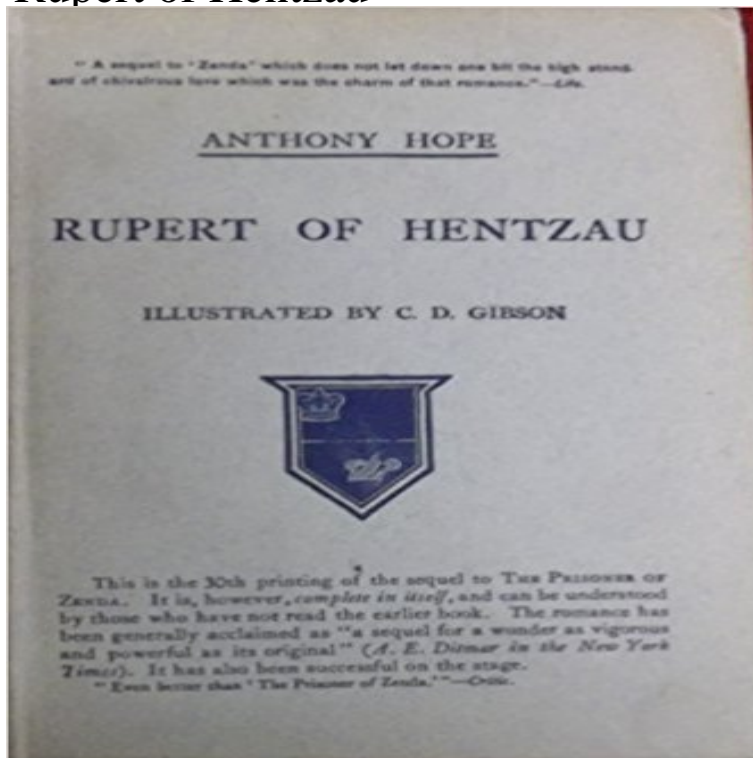 Rupert of Hentzau
"A sequel to 'Zenda' which does not let down one bit the high stand-
ard of chivalrous love which was the charm of that romance."—Life.
ANTHONY HOPE
RUPERT OF HENTZAU
ILLUSTRATED BY C. D. GIBSON
This is the 30th printing of the sequel to THE PRISONER OF
ZENDA. It is, however, complete in itself, and can be understood
by those who have not read the earlier book. The romance has
been generally acclaimed as "a sequel for a wonder as vigorous
and powerful as its original" (A. E. Ditmar in the New York
Times). It has also been successful on the stage.
"Even better than 'The Prisoner of Zenda.'"—Critic.